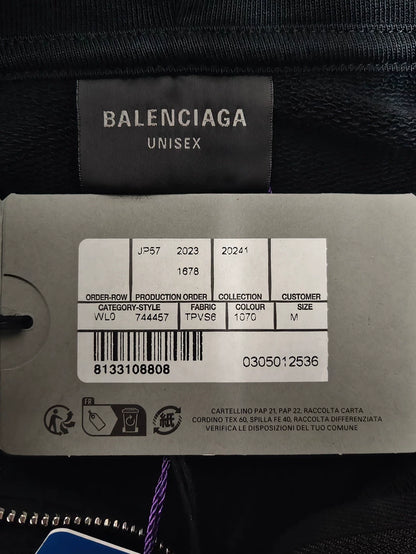 BALENCIAGA
UNISEX
JP57 2023 20241
1678
ORDER-ROW PRODUCTION ORDER COLLECTION CUSTOMER
CATEGORY-STYLE FABRIC COLOUR SIZE
WL0 744457 TPVS6 1070 M
8133108808
0305012536
FR
CARTELLINO PAP 21, PAP 22, RACCOLTA CARTA
CORDINO TEX 60, SPILLA FE 40, RACCOLTA DIFFERENZIATA
VERIFICA LE DISPOSIZIONI DEL TUO COMUNE
紙